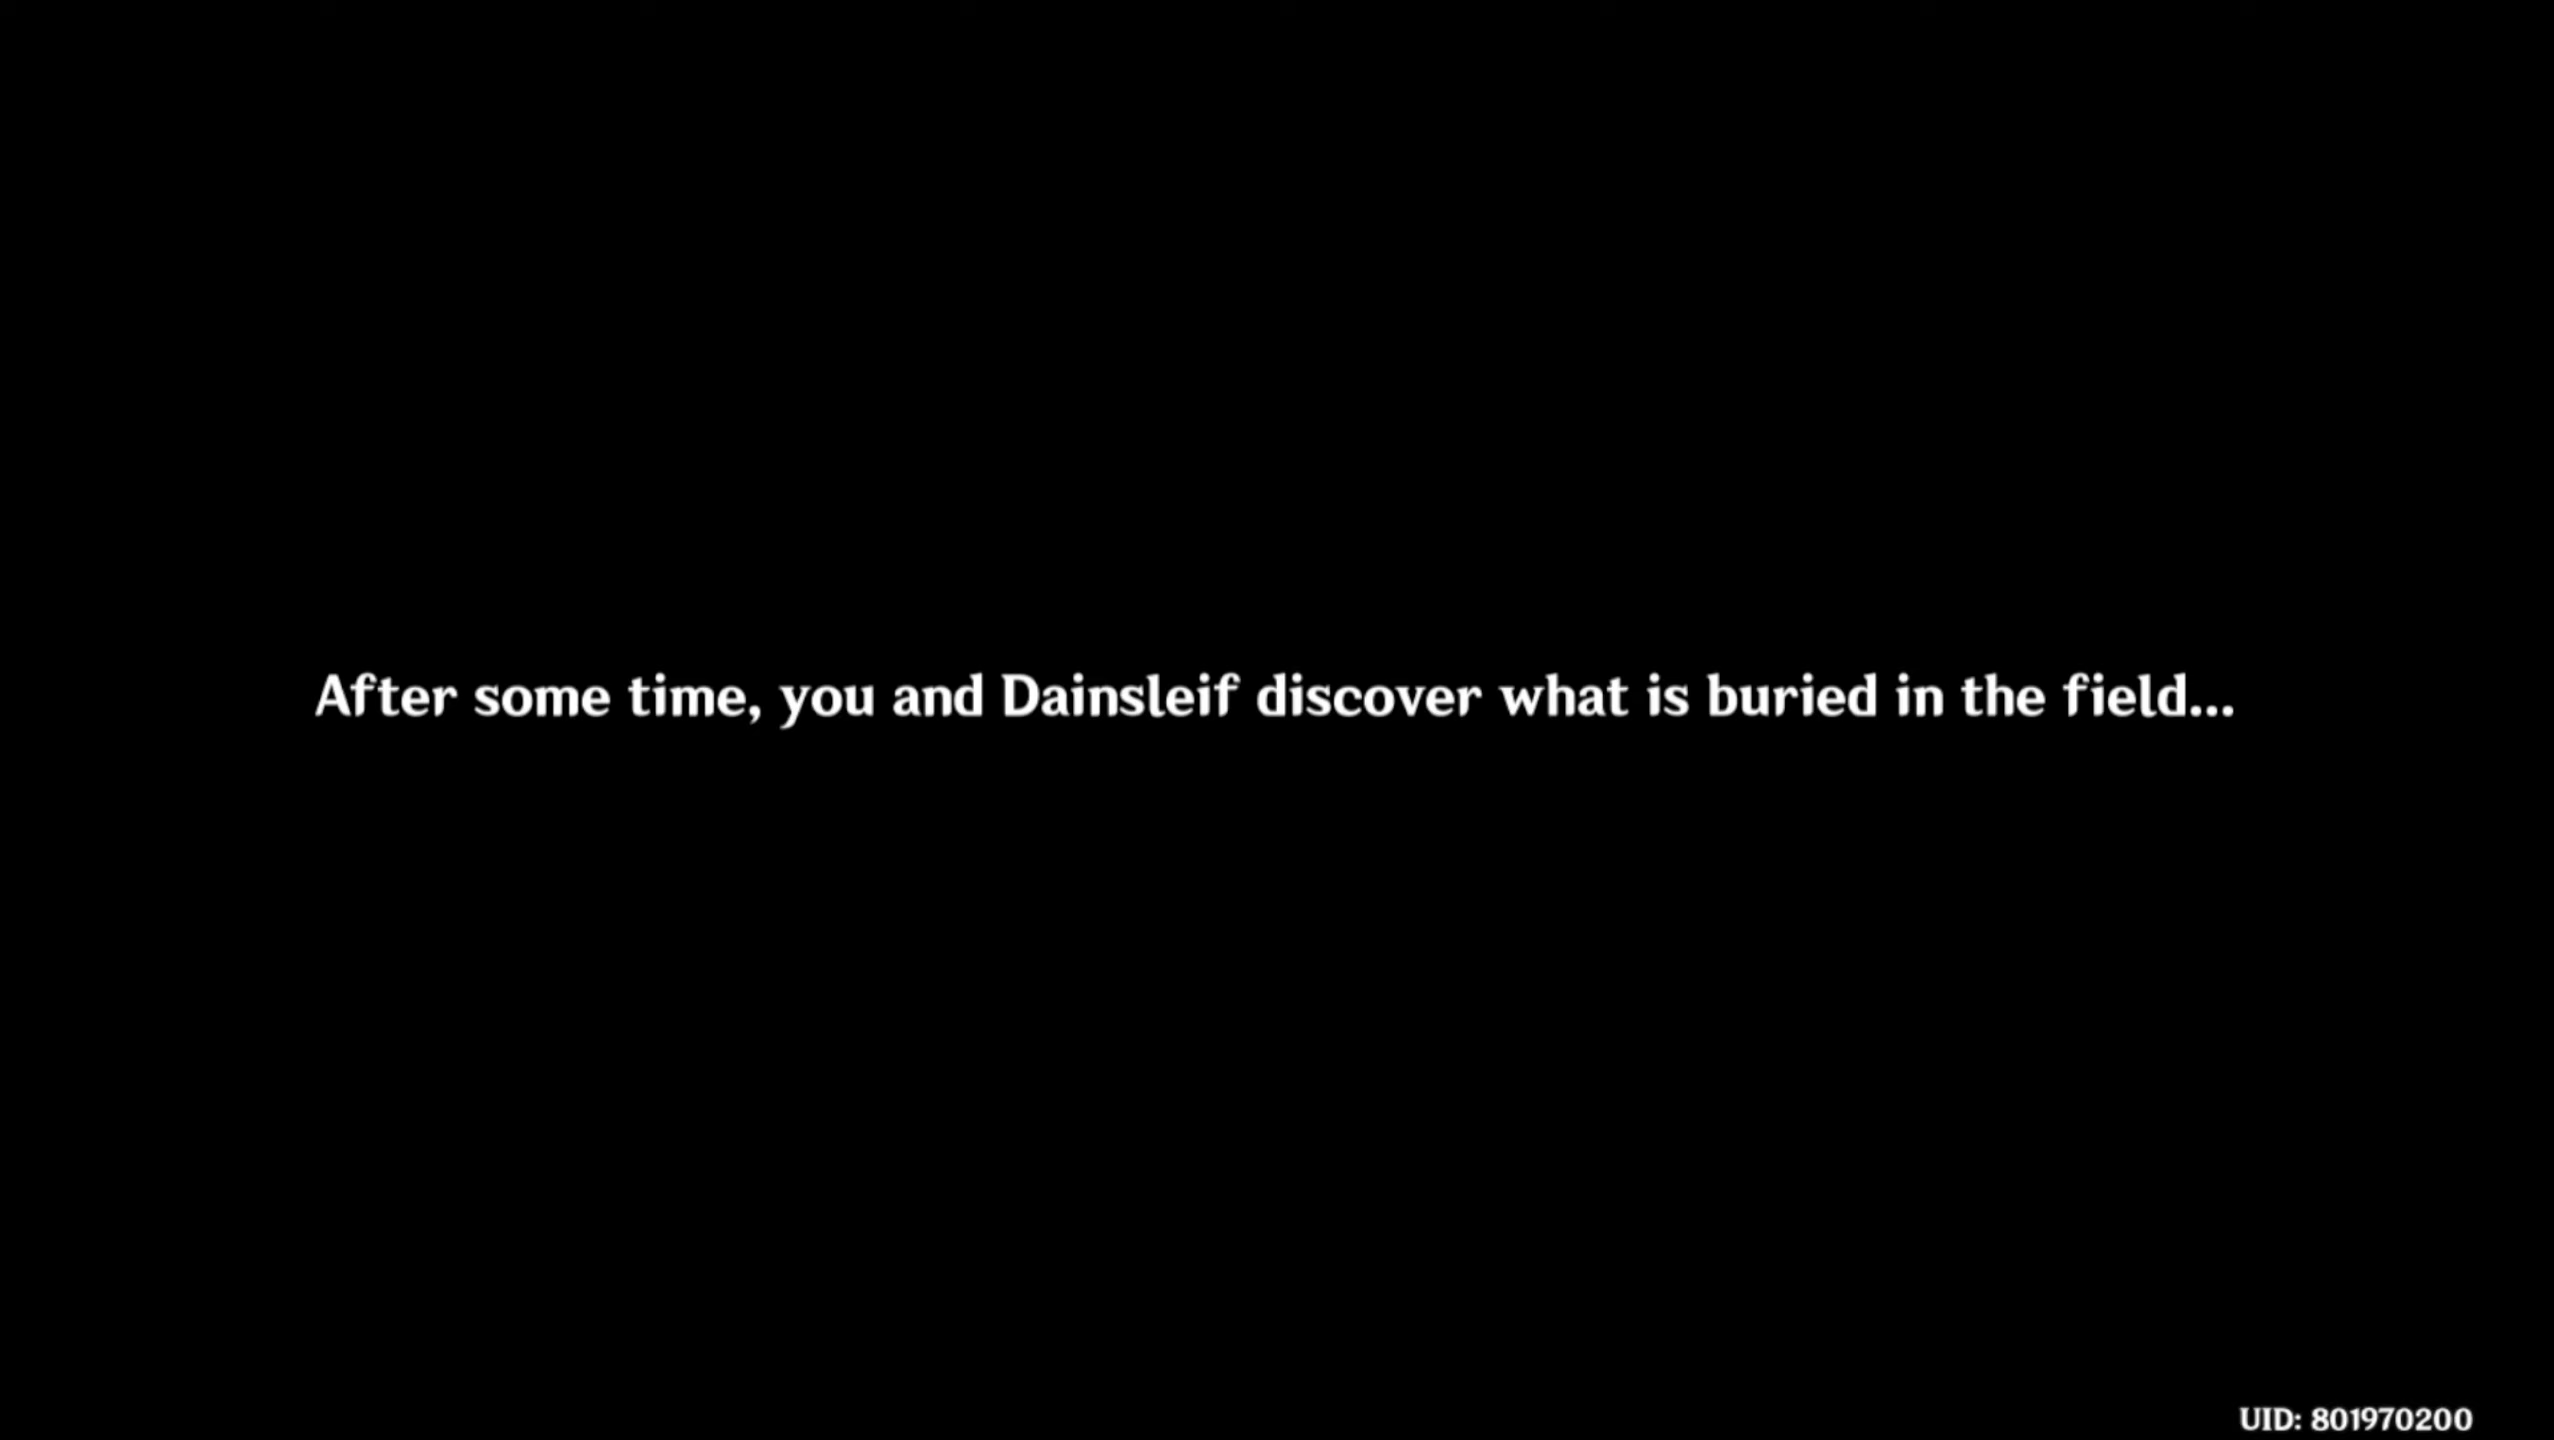 After some time, you and Dainsleif discover what is buried in the field...
UID: 801970200